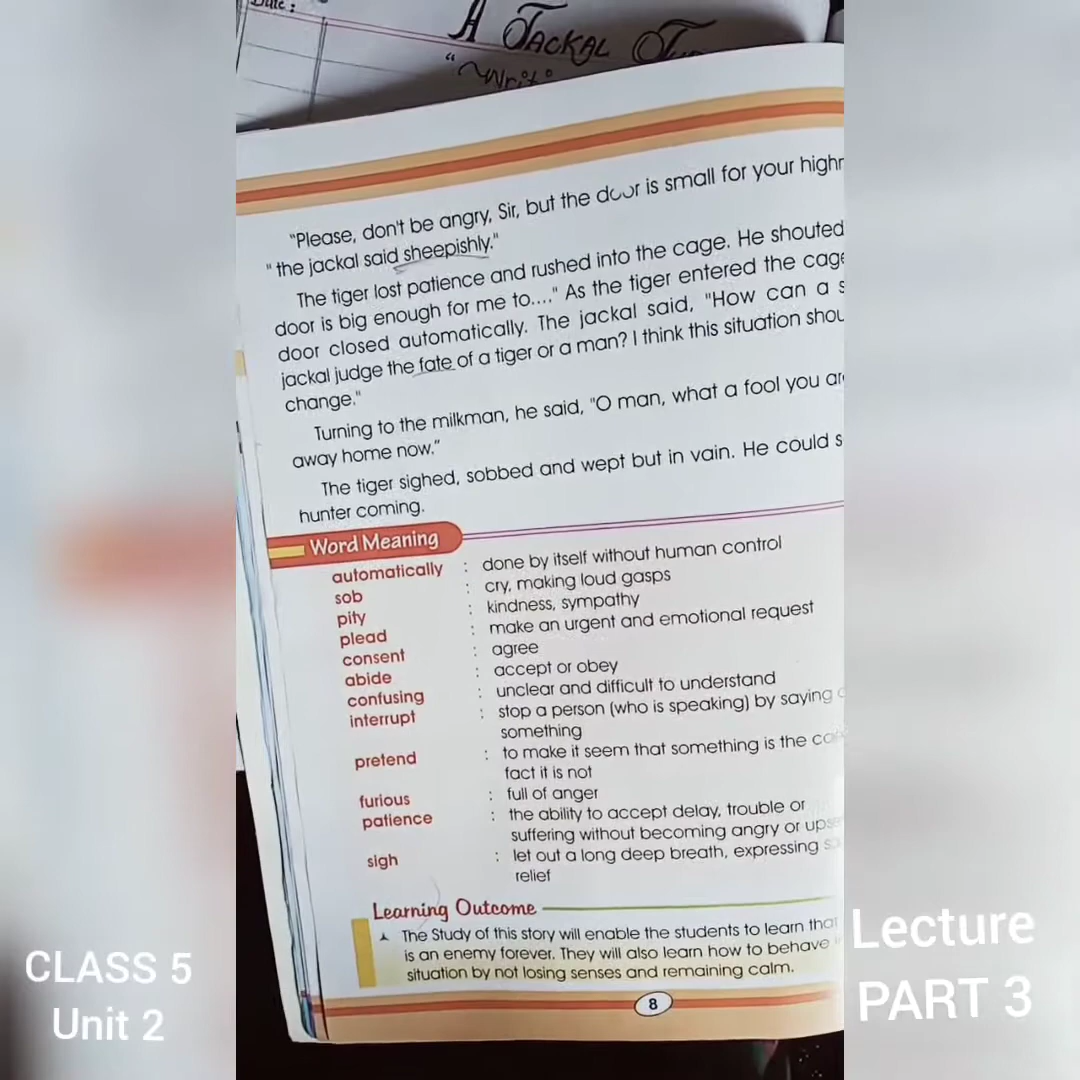 Date:
A JACKAL
"Writ
"Please, don't be angry, Sir, but the door is small for your
" the jackal said sheepishly."
The tiger lost patience and rushed into the cage. He shouted
door is big enough for me to...." As the tiger entered the
door closed automatically. The jackal said, "How can a
jackal judge the fate of a tiger or a man? I think this situation
change."
Turning to the milkman, he said, "O man, what a fool you
away home now."
The tiger sighed, sobbed and wept but in vain. He could
hunter coming.
Word Meaning
automatically : done by itself without human control
sob : cry, making loud gasps
pity : kindness, sympathy
plead : make an urgent and emotional request
consent : agree
abide : accept or obey
confusing : unclear and difficult to understand
interrupt : stop a person (who is speaking) by saying
something
pretend : to make it seem that something is the
fact it is not
furious : full of anger
patience : the ability to accept delay, trouble or
suffering without becoming angry or
sigh : let out a long deep breath, expressing
relief
Learning Outcome
The Study of this story will enable the students to learn
is an enemy forever. They will also learn how to behave
situation by not losing senses and remaining calm.
8
CLASS 5
Unit 2
Lecture
PART 3